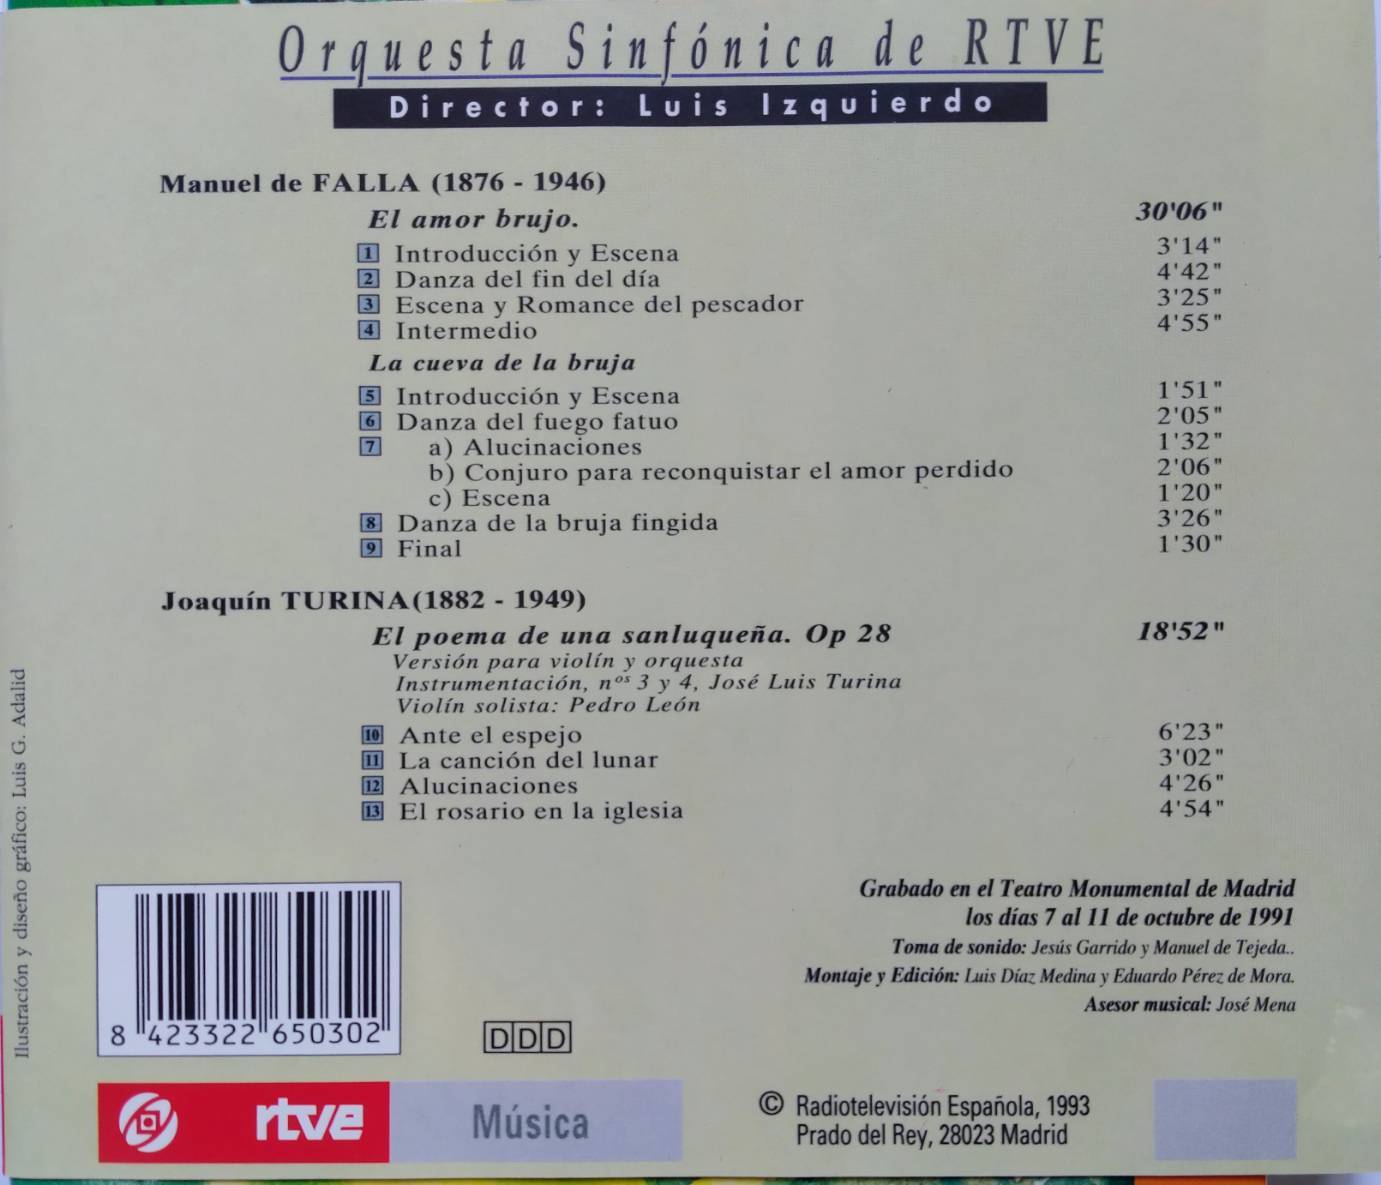 Orquesta Sinfónica de RTVE
Director: Luis Izquierdo
Manuel de FALLA (1876 - 1946)
El amor brujo. 30'06"
1 Introducción y Escena 3'14"
2 Danza del fin del día 4'42"
3 Escena y Romance del pescador 3'25"
4 Intermedio 4'55"
La cueva de la bruja
5 Introducción y Escena 1'51"
6 Danza del fuego fatuo 2'05"
7 a) Alucinaciones 1'32"
b) Conjuro para reconquistar el amor perdido 2'06"
c) Escena 1'20"
8 Danza de la bruja fingida 3'26"
9 Final 1'30"
Joaquín TURINA(1882 - 1949)
El poema de una sanluqueña. Op 28 18'52"
Versión para violín y orquesta
Instrumentación, nºs 3 y 4, José Luis Turina
Violín solista: Pedro León
10 Ante el espejo 6'23"
11 La canción del lunar 3'02"
12 Alucinaciones 4'26"
13 El rosario en la iglesia 4'54"
Ilustración y diseño gráfico: Luis G. Adalid
Grabado en el Teatro Monumental de Madrid
los días 7 al 11 de octubre de 1991
Toma de sonido: Jesús Garrido y Manuel de Tejeda..
Montaje y Edición: Luis Díaz Medina y Eduardo Pérez de Mora.
Asesor musical: José Mena
8 423322 650302
DDD
rtve Música
© Radiotelevisión Española, 1993
Prado del Rey, 28023 Madrid